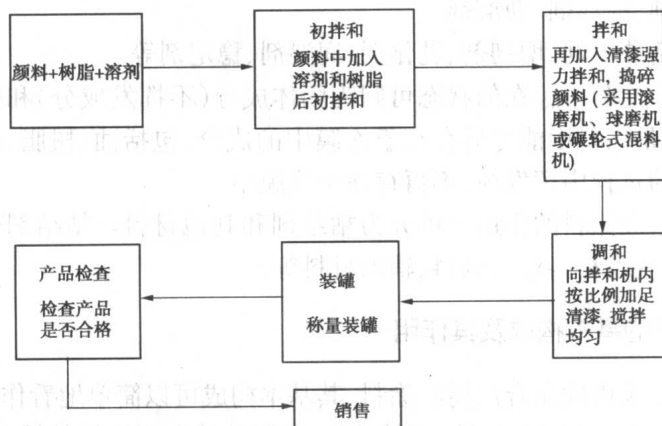 颜料+树脂+溶剂
初拌和
颜料中加入
溶剂和树脂
后初拌和
拌和
再加入清漆强
力拌和,捣碎
颜料(采用滚
磨机、球磨机
或碾轮式混料
机)
调和
向拌和机内
按比例加足
清漆,搅拌
均匀
装罐
称量装罐
产品检查
检查产品
是否合格
销售